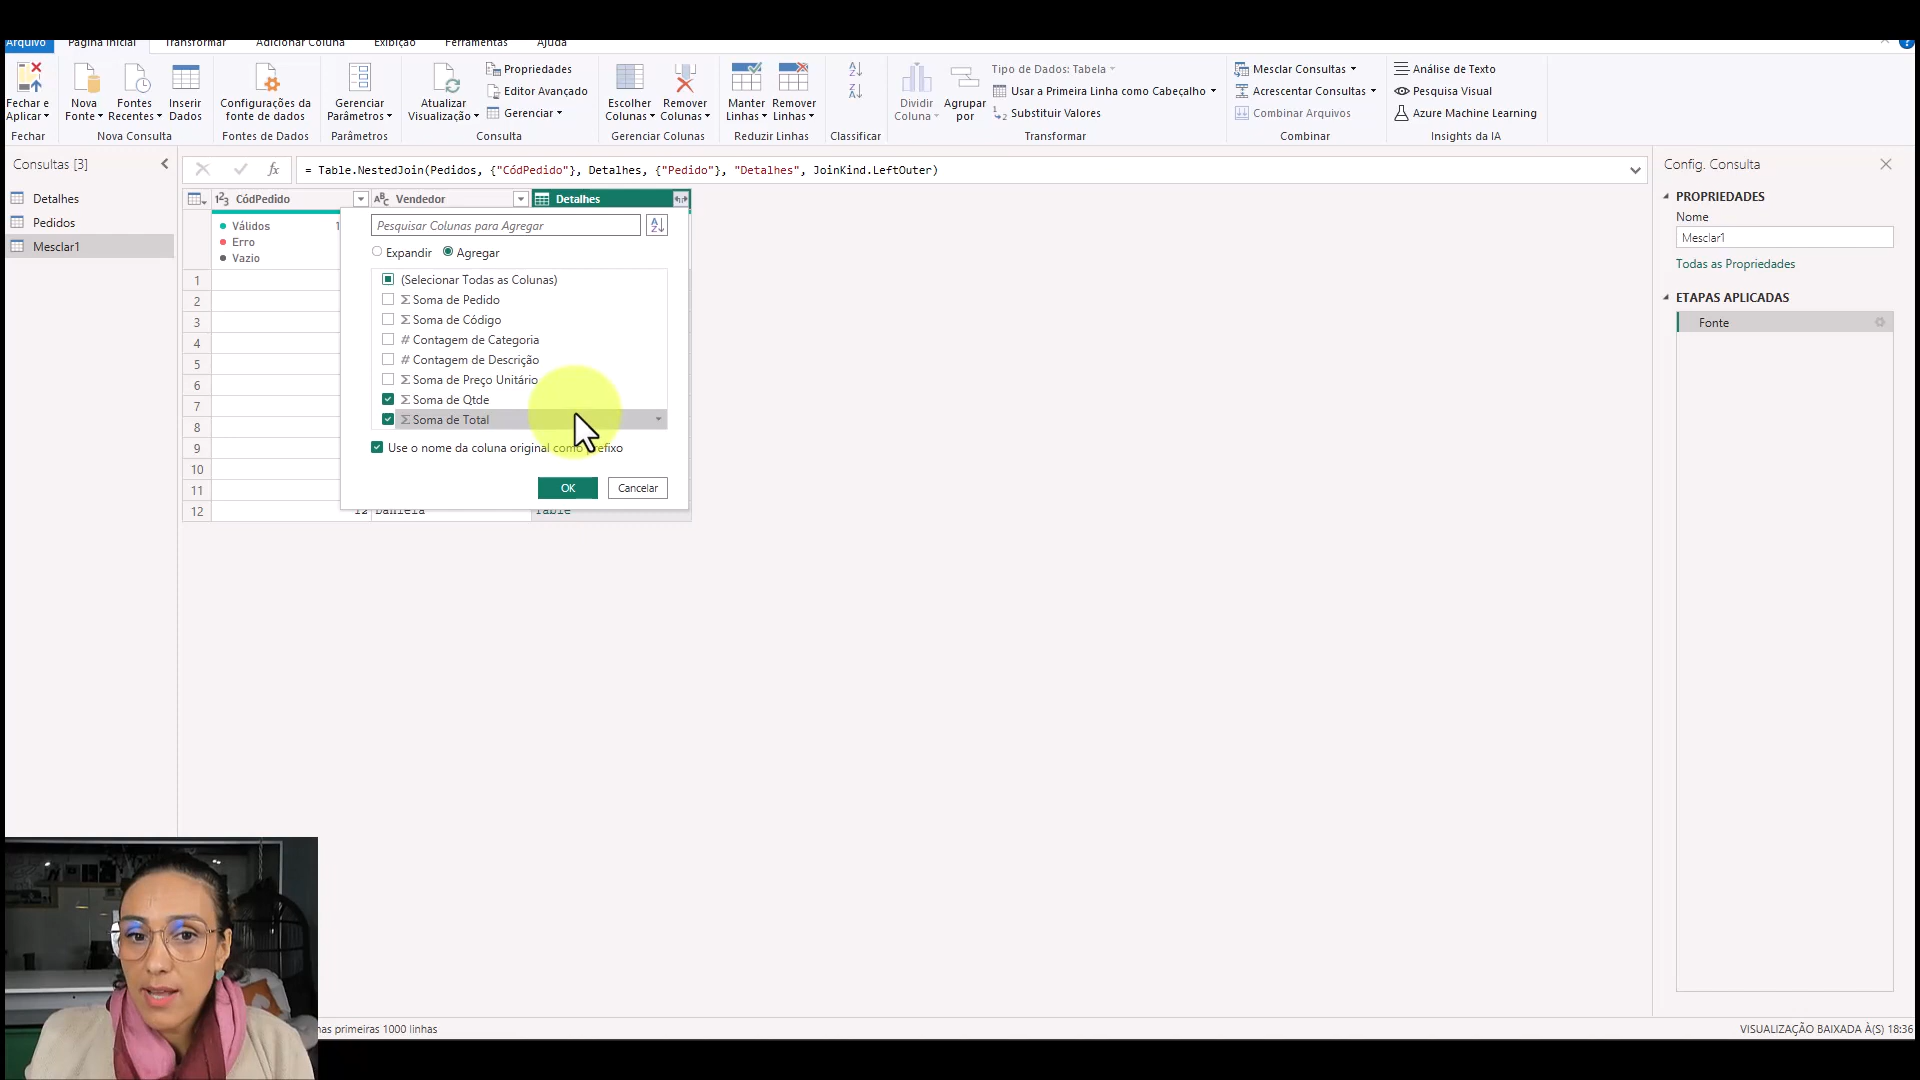 Arquivo Página Inicial Transformar Adicionar Coluna Exibição Ferramentas Ajuda
Fechar e Aplicar
Nova Fonte
Fontes Recentes
Inserir Dados
Configurações da fonte de dados
Gerenciar Parâmetros
Atualizar Visualização
Propriedades
Editor Avançado
Gerenciar
Escolher Colunas
Remover Colunas
Manter Linhas
Remover Linhas
Dividir Coluna
Agrupar por
Tipo de Dados: Tabela
Usar a Primeira Linha como Cabeçalho
Substituir Valores
Mesclar Consultas
Acrescentar Consultas
Combinar Arquivos
Análise de Texto
Pesquisa Visual
Azure Machine Learning
Fechar Nova Consulta Fontes de Dados Parâmetros Consulta Gerenciar Colunas Reduzir Linhas Classificar Transformar Combinar Insights da IA
Consultas [3]
Detalhes
Pedidos
Mesclar1
= Table.NestedJoin(Pedidos, {"CódPedido"}, Detalhes, {"Pedido"}, "Detalhes", JoinKind.LeftOuter)
CódPedido Vendedor Detalhes
Válidos 1
Erro
Vazio
Pesquisar Colunas para Agregar
Expandir Agregar
(Selecionar Todas as Colunas)
Soma de Pedido
Soma de Código
Contagem de Categoria
Contagem de Descrição
Soma de Preço Unitário
Soma de Qtde
Soma de Total
Use o nome da coluna original como prefixo
OK Cancelar
1
2
3
4
5
6
7
8
9
10
11
12 12 Daniela Table
Config. Consulta
PROPRIEDADES
Nome
Mesclar1
Todas as Propriedades
ETAPAS APLICADAS
Fonte
nas primeiras 1000 linhas
VISUALIZAÇÃO BAIXADA À(S) 18:36